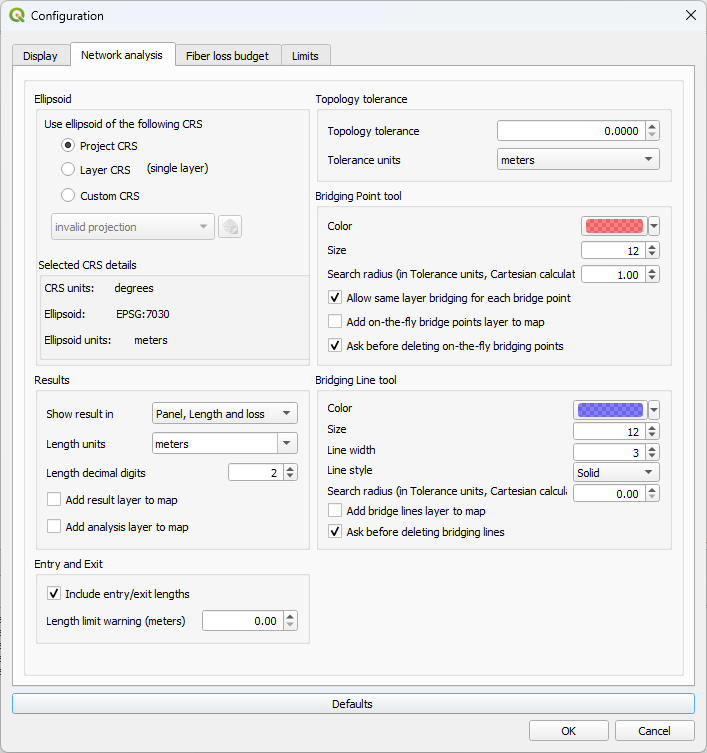 Configuration
Display
Network analysis
Fiber loss budget
Limits
Ellipsoid
Use ellipsoid of the following CRS
Project CRS
Layer CRS (single layer)
Custom CRS
invalid projection
Selected CRS details
CRS units: degrees
Ellipsoid: EPSG:7030
Ellipsoid units: meters
Results
Show result in Panel, Length and loss
Length units meters
Length decimal digits 2
Add result layer to map
Add analysis layer to map
Entry and Exit
Include entry/exit lengths
Length limit warning (meters) 0.00
Topology tolerance
Topology tolerance 0.0000
Tolerance units meters
Bridging Point tool
Color
Size 12
Search radius (in Tolerance units, Cartesian calculat 1.00
Allow same layer bridging for each bridge point
Add on-the-fly bridge points layer to map
Ask before deleting on-the-fly bridging points
Bridging Line tool
Color
Size 12
Line width 3
Line style Solid
Search radius (in Tolerance units, Cartesian calcula 0.00
Add bridge lines layer to map
Ask before deleting bridging lines
Defaults
OK
Cancel